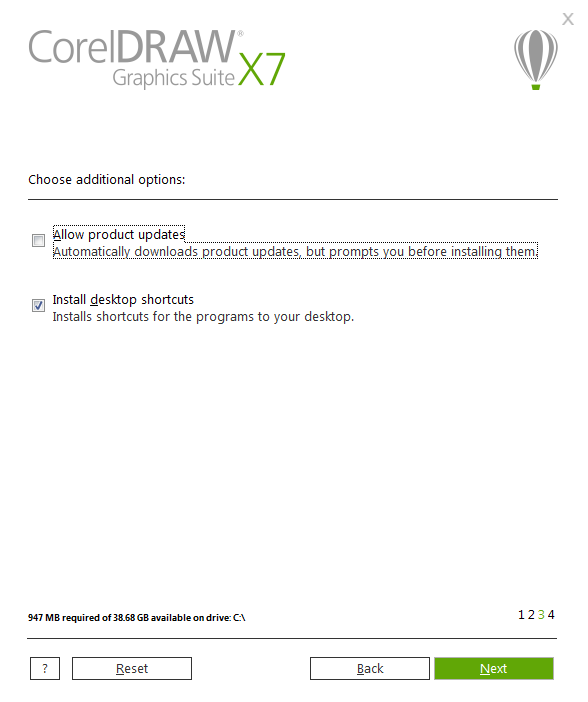 X
CorelDRAW®
Graphics Suite X7
Choose additional options:
Allow product updates
Automatically downloads product updates, but prompts you before installing them.
Install desktop shortcuts
Installs shortcuts for the programs to your desktop.
947 MB required of 38.68 GB available on drive: C:\
1 2 3 4
?
Reset
Back
Next